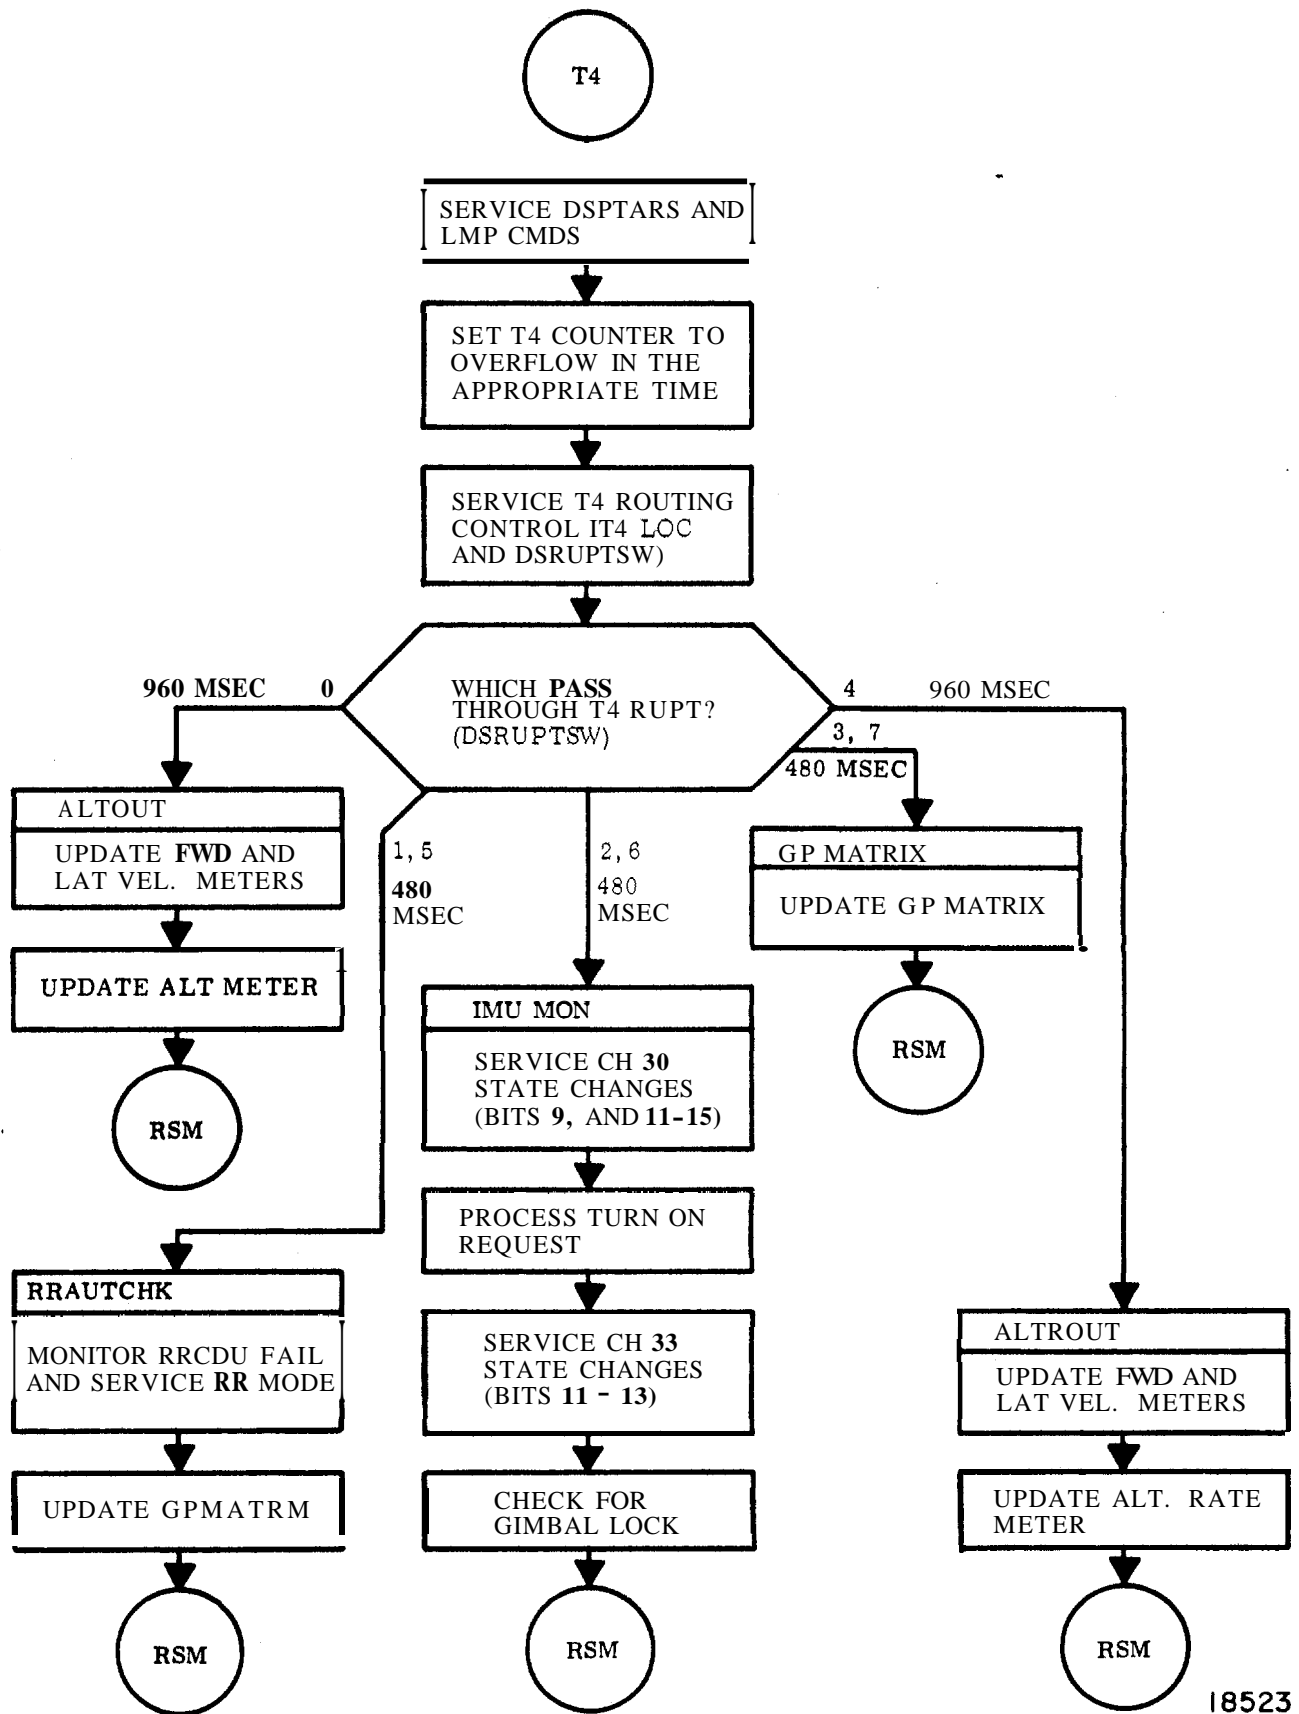 T4
SERVICE DSPTARS AND
LMP CMDS
SET T4 COUNTER TO
OVERFLOW IN THE
APPROPRIATE TIME
SERVICE T4 ROUTING
CONTROL IT4 LOC
AND DSRUPTSW)
WHICH PASS
THROUGH T4 RUPT?
(DSRUPTSW)
960 MSEC 0
4 960 MSEC
3, 7
480 MSEC
1, 5
480
MSEC
2, 6
480
MSEC
ALTOUT
UPDATE FWD AND
LAT VEL. METERS
UPDATE ALT METER
RSM
RRAUTCHK
MONITOR RRCDU FAIL
AND SERVICE RR MODE
UPDATE GPMATRM
RSM
IMU MON
SERVICE CH 30
STATE CHANGES
(BITS 9, AND 11-15)
PROCESS TURN ON
REQUEST
SERVICE CH 33
STATE CHANGES
(BITS 11 - 13)
CHECK FOR
GIMBAL LOCK
RSM
GP MATRIX
UPDATE GP MATRIX
RSM
ALTROUT
UPDATE FWD AND
LAT VEL. METERS
UPDATE ALT. RATE
METER
RSM
18523